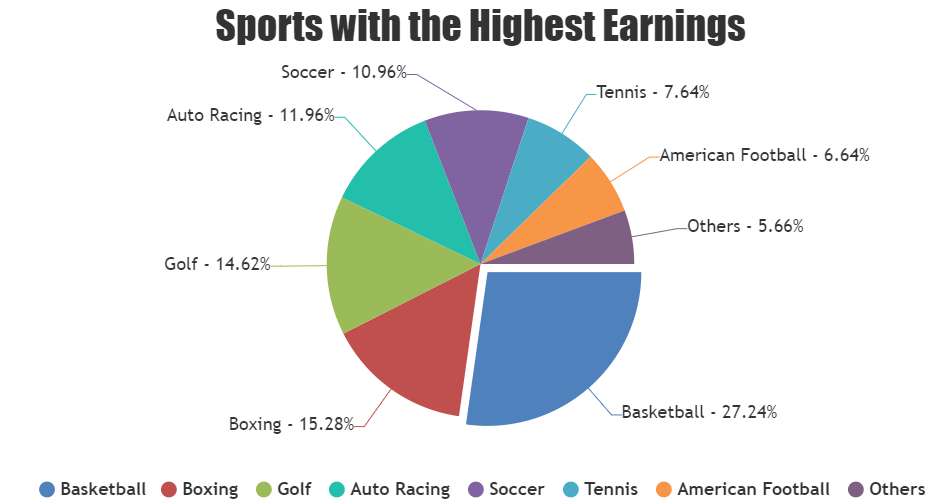 Sports with the Highest Earnings
Soccer - 10.96%
Tennis - 7.64%
Auto Racing - 11.96%
American Football - 6.64%
Others - 5.66%
Golf - 14.62%
Basketball - 27.24%
Boxing - 15.28%
Basketball Boxing Golf Auto Racing Soccer Tennis American Football Others